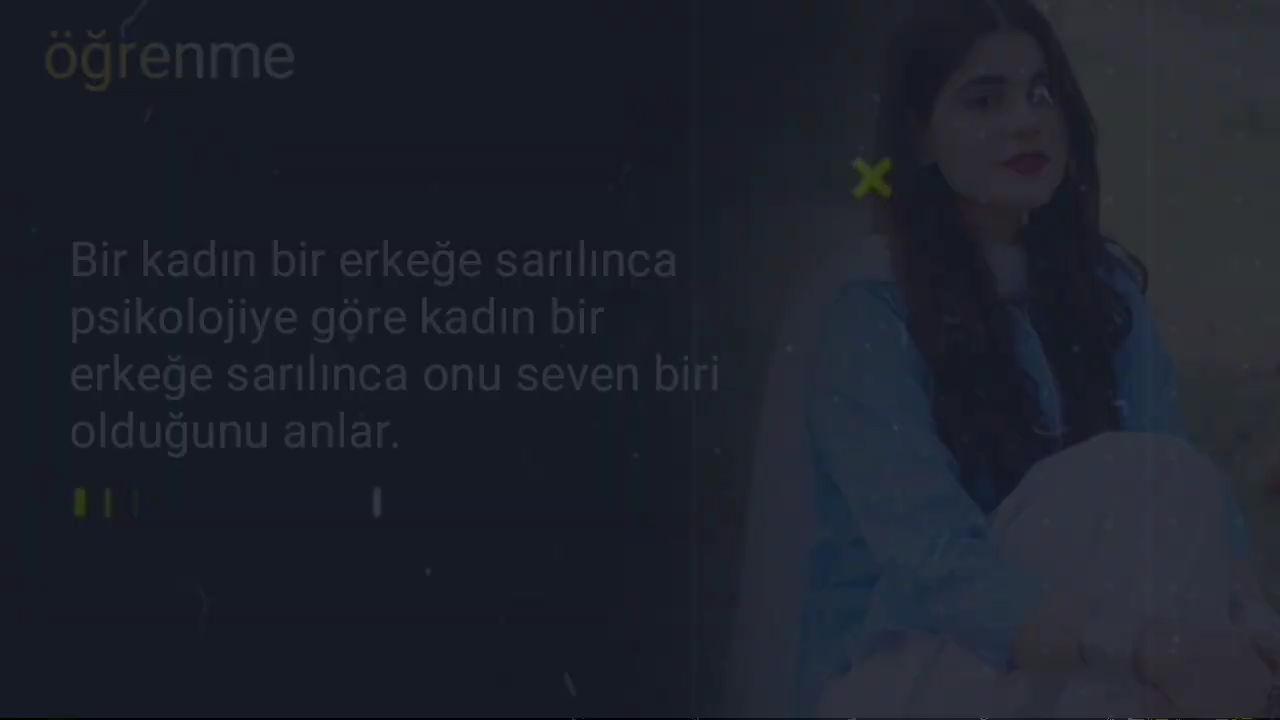 öğrenme
Bir kadın bir erkeğe sarılınca
psikolojiye göre kadın bir
erkeğe sarılınca onu seven biri
olduğunu anlar.